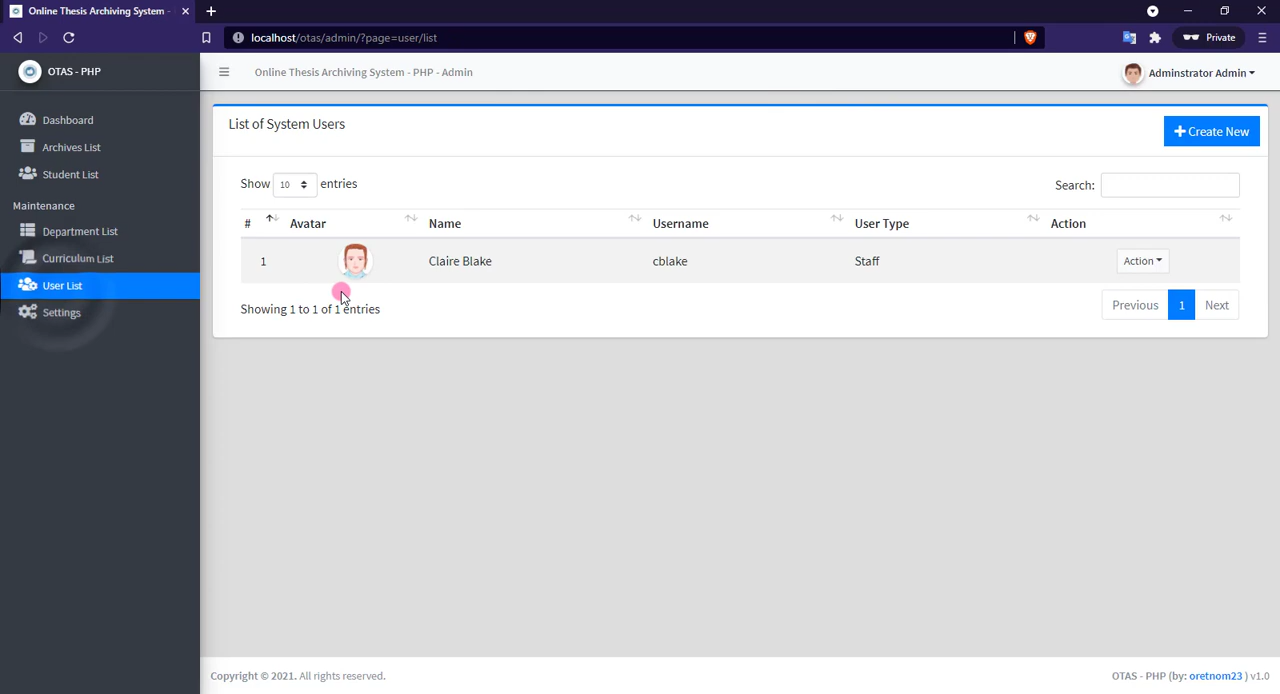 Online Thesis Archiving System -
localhost/otas/admin/?page=user/list
Private
OTAS - PHP
Online Thesis Archiving System - PHP - Admin
Adminstrator Admin
Dashboard
Archives List
Student List
Maintenance
Department List
Curriculum List
User List
Settings
List of System Users
Create New
Show 10 entries
Search:
# Avatar Name Username User Type Action
1 Claire Blake cblake Staff Action
Showing 1 to 1 of 1 entries
Previous 1 Next
Copyright © 2021. All rights reserved.
OTAS - PHP (by: oretnom23 ) v1.0